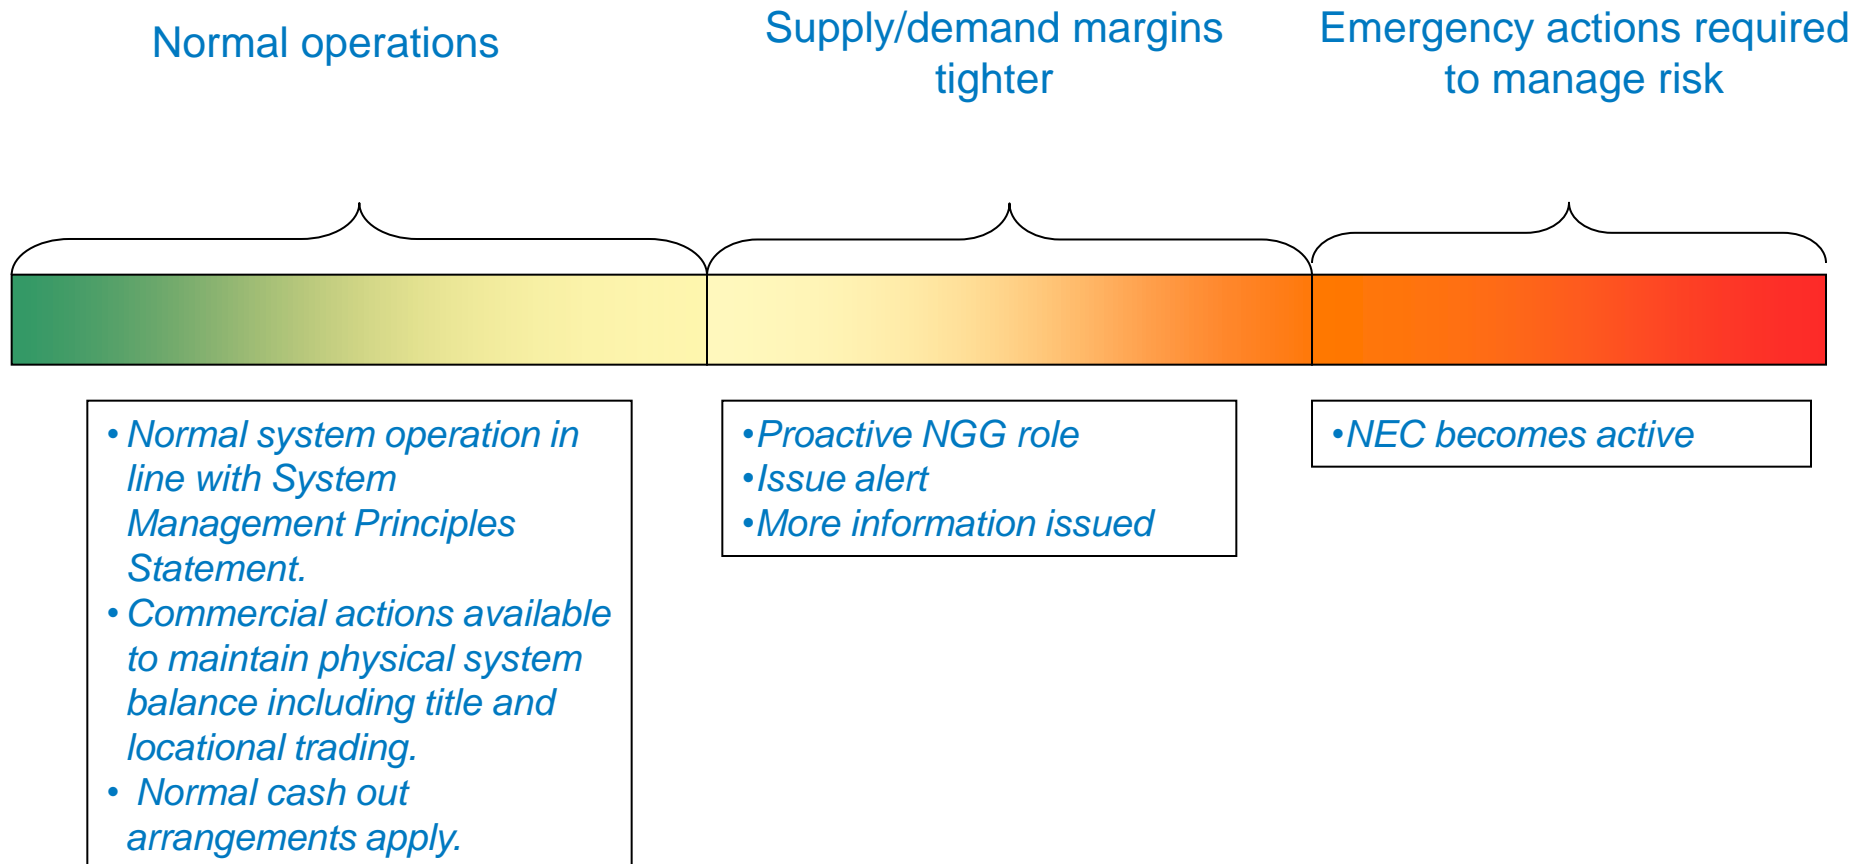 Normal operations
Supply/demand margins
tighter
Emergency actions required
to manage risk
• Normal system operation in
line with System
Management Principles
Statement.
• Commercial actions available
to maintain physical system
balance including title and
locational trading.
• Normal cash out
arrangements apply.
•Proactive NGG role
•Issue alert
•More information issued
•NEC becomes active